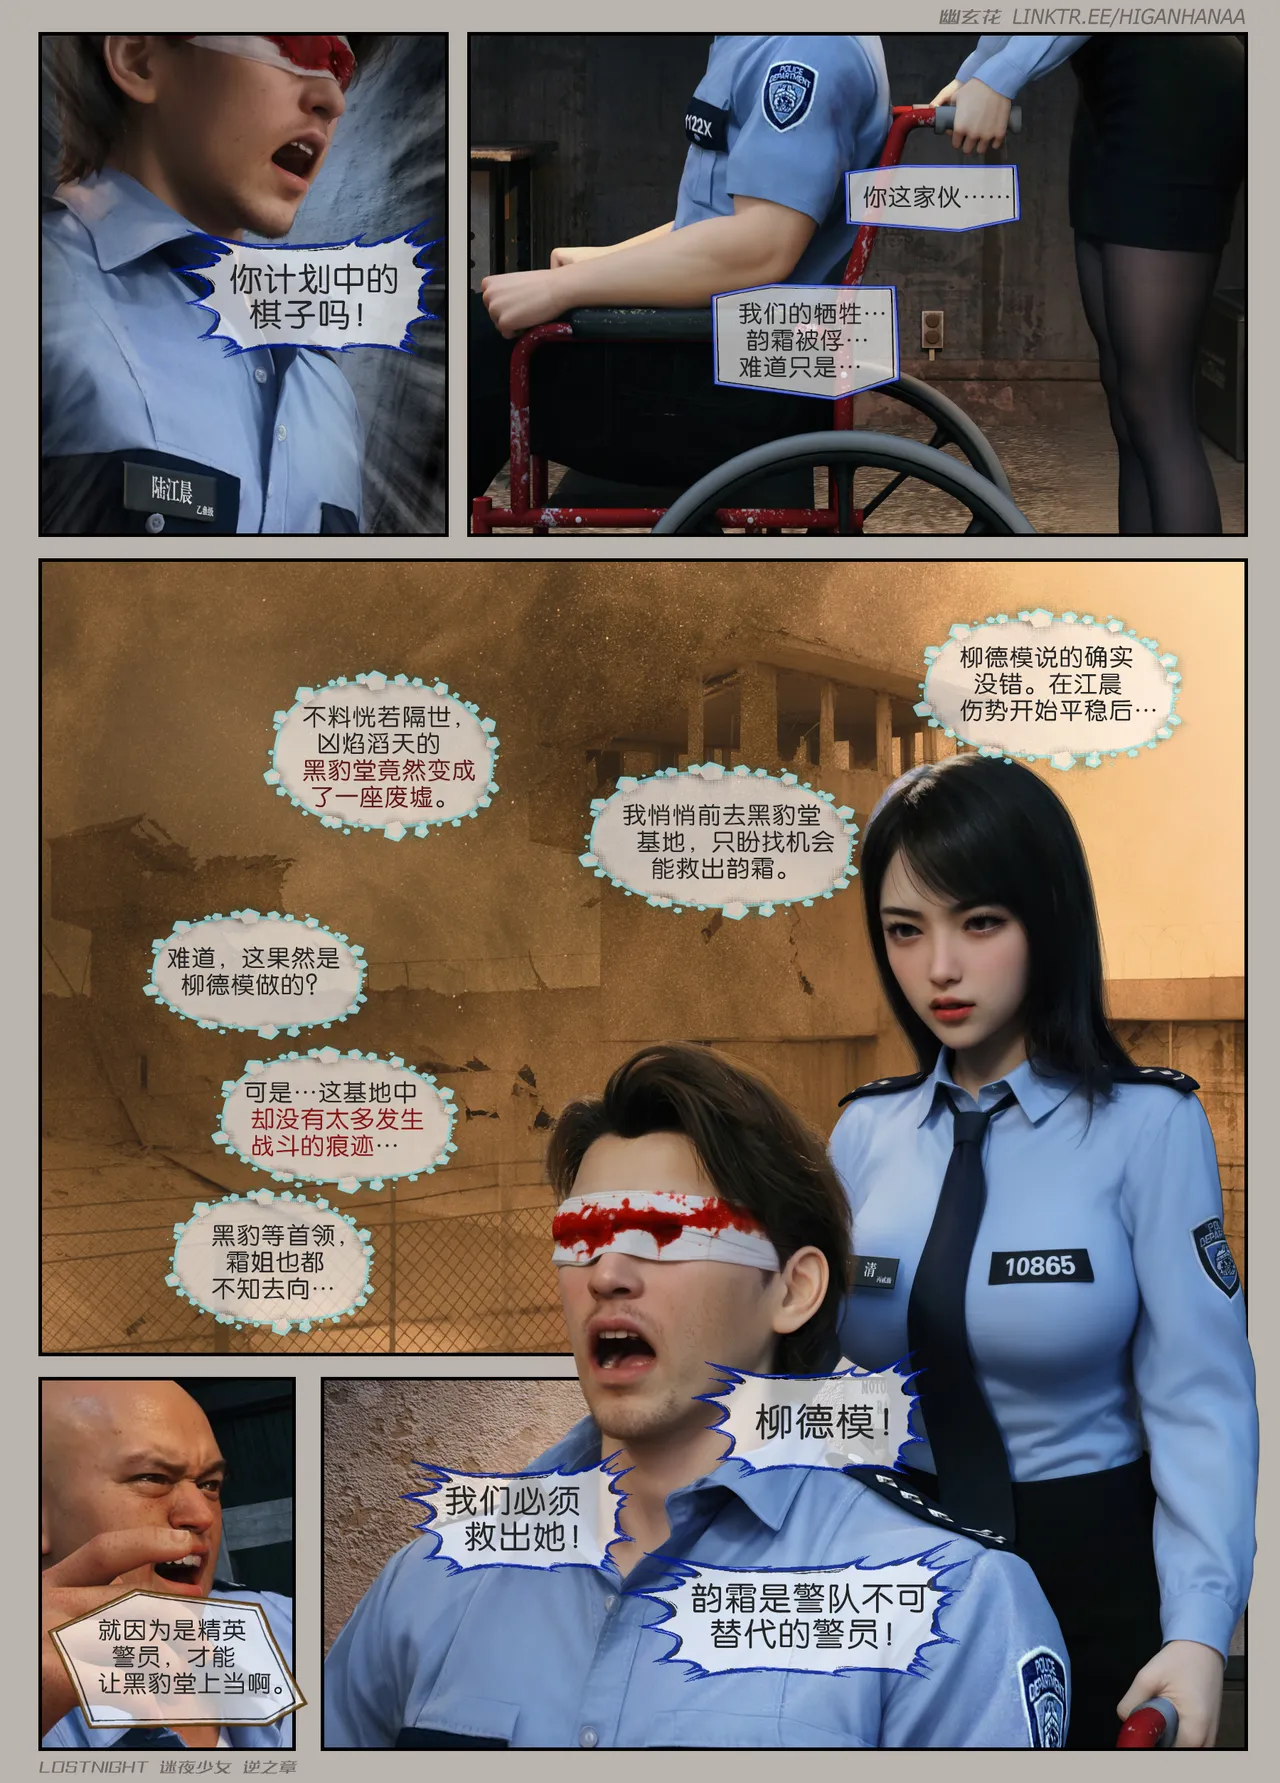 幽玄花 LINKTR.EE/HIGANHANAA
你这家伙……
我们的牺牲…
韵霜被俘…
难道只是…
你计划中的
棋子吗！
陆江晨
POLICE
DEPARTMENT
1122X
柳德模说的确实
没错。在江晨
伤势开始平稳后…
我悄悄前去黑豹堂
基地，只盼找机会
能救出韵霜。
不料恍若隔世，
凶焰滔天的
黑豹堂竟然变成
了一座废墟。
难道，这果然是
柳德模做的？
可是…这基地中
却没有太多发生
战斗的痕迹…
黑豹等首领，
霜姐也都
不知去向…
清
10865
柳德模！
我们必须
救出她！
韵霜是警队不可
替代的警员！
POLICE
DEPARTMENT
就因为是精英
警员，才能
让黑豹堂上当啊。
LOSTNIGHT 迷夜少女 逆之章